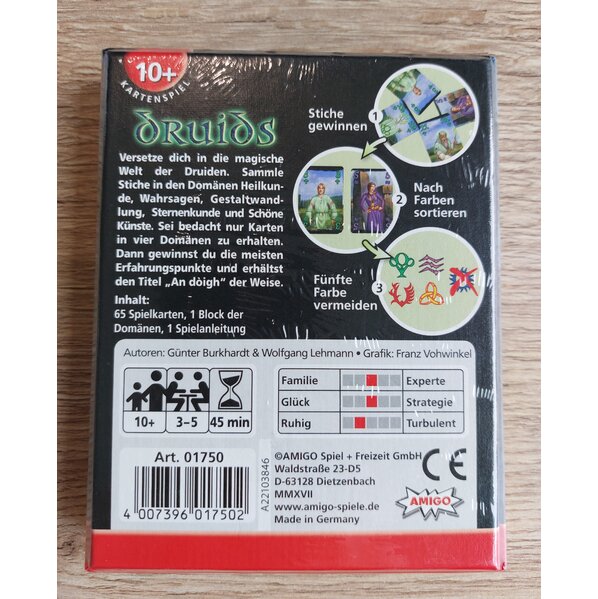 10+
KARTENSPIEL
DRUIDS
Versetze dich in die magische
Welt der Druiden. Sammle
Stiche in den Domänen Heilkun-
de, Wahrsagen, Gestaltwand-
lung, Sternenkunde und Schöne
Künste. Sei bedacht nur Karten
in vier Domänen zu erhalten.
Dann gewinnst du die meisten
Erfahrungspunkte und erhältst
den Titel „An dòigh" der Weise.
Inhalt:
65 Spielkarten, 1 Block der
Domänen, 1 Spielanleitung
Stiche
gewinnen
1
2
Nach
Farben
sortieren
Fünfte
Farbe
vermeiden
3
Autoren: Günter Burkhardt & Wolfgang Lehmann • Grafik: Franz Vohwinkel
10+
3–5
45 min
Familie
Experte
Glück
Strategie
Ruhig
Turbulent
Art. 01750
4 007396 017502
A22103846
©AMIGO Spiel + Freizeit GmbH
Waldstraße 23-D5
D-63128 Dietzenbach
MMXVII
www.amigo-spiele.de
Made in Germany
CE
AMIGO